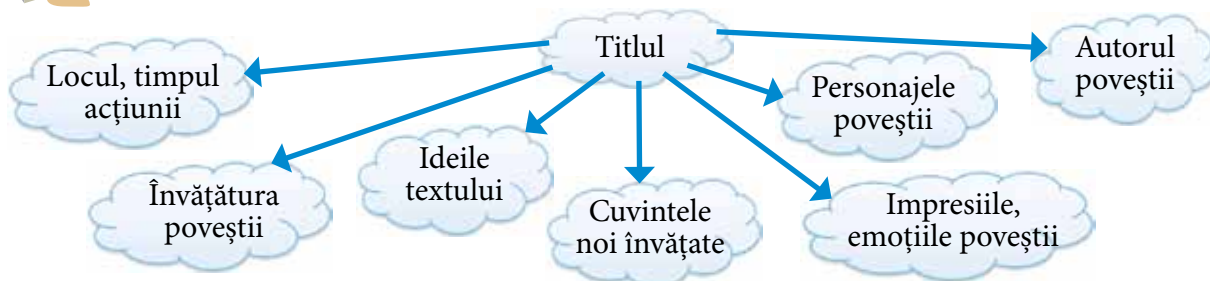 Titlul
Autorul
poveștii
Locul, timpul
acțiunii
Personajele
poveștii
Ideile
textului
Învățătura
poveștii
Cuvintele
noi învățate
Impresiile,
emoțiile poveștii